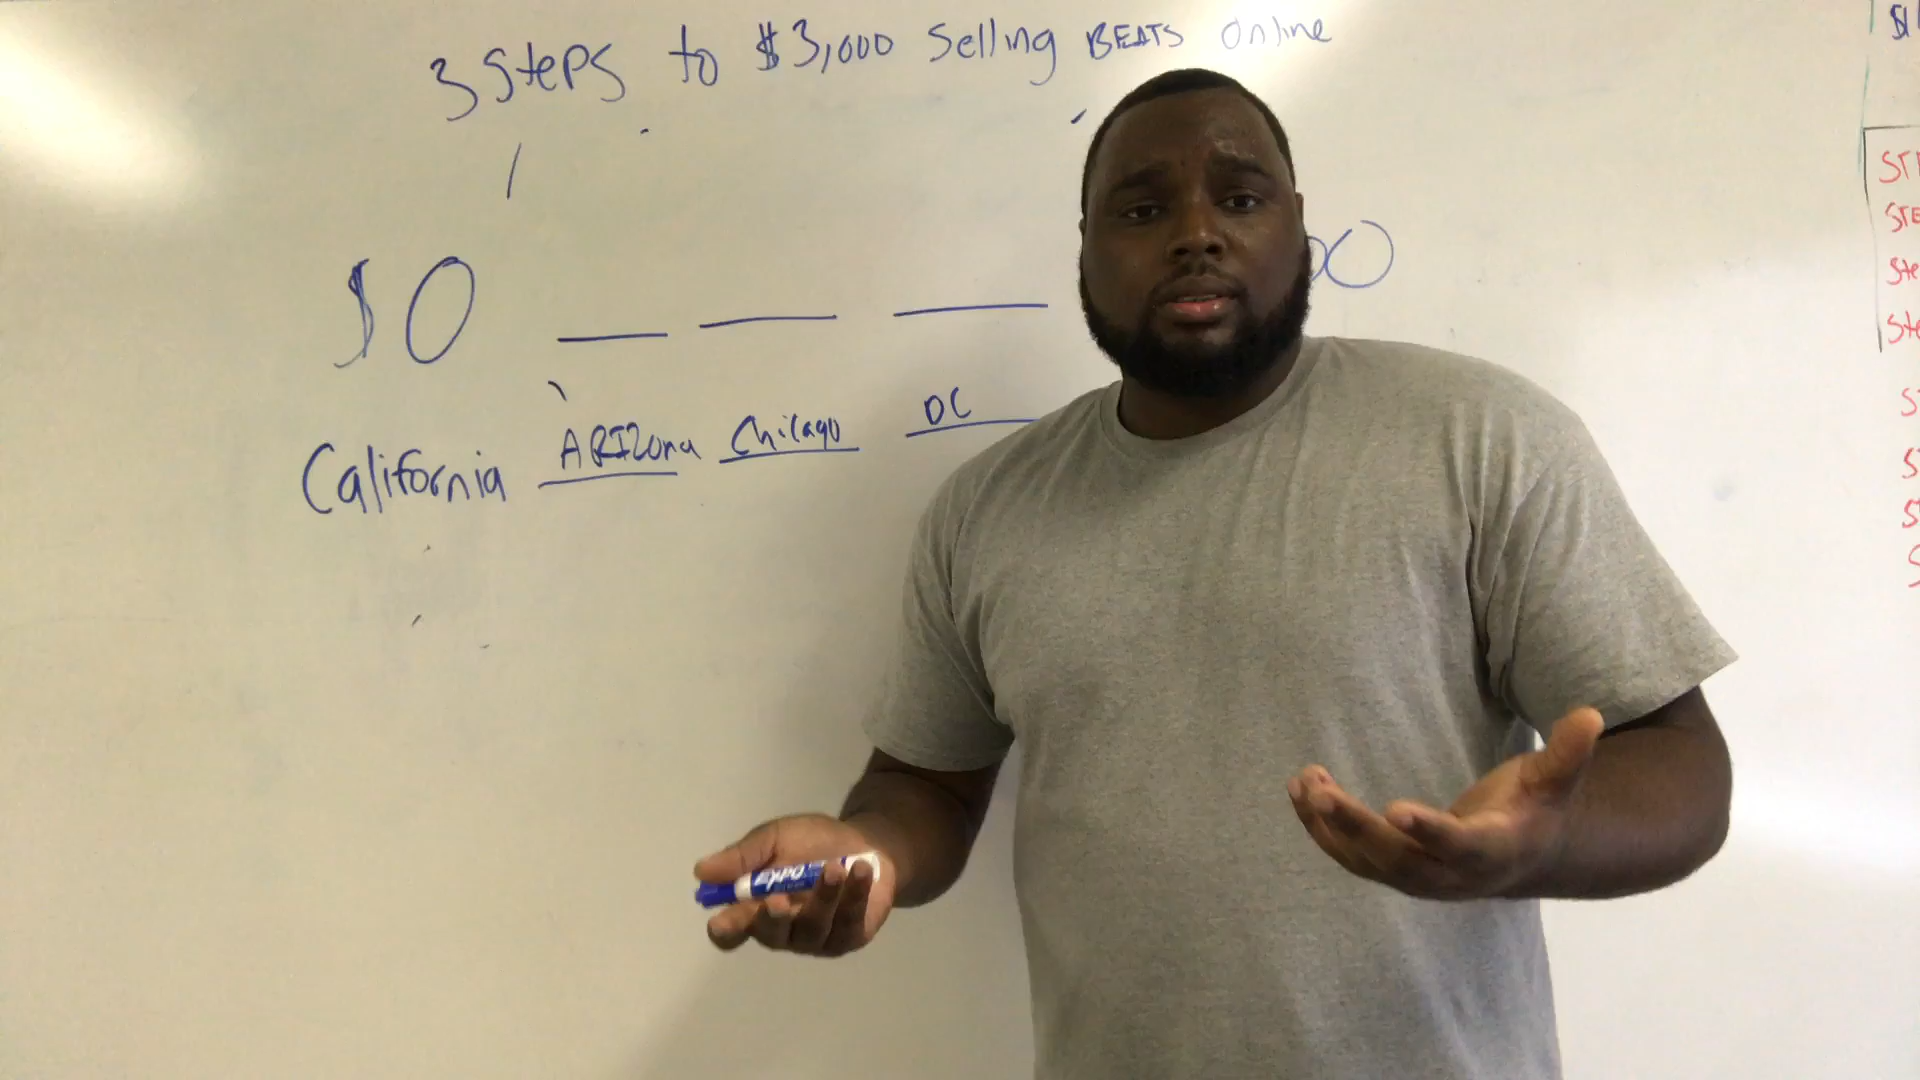 3 Steps to $3,000 Selling BEATS Online
$0
California ARIZona Chicago DC
EXPO